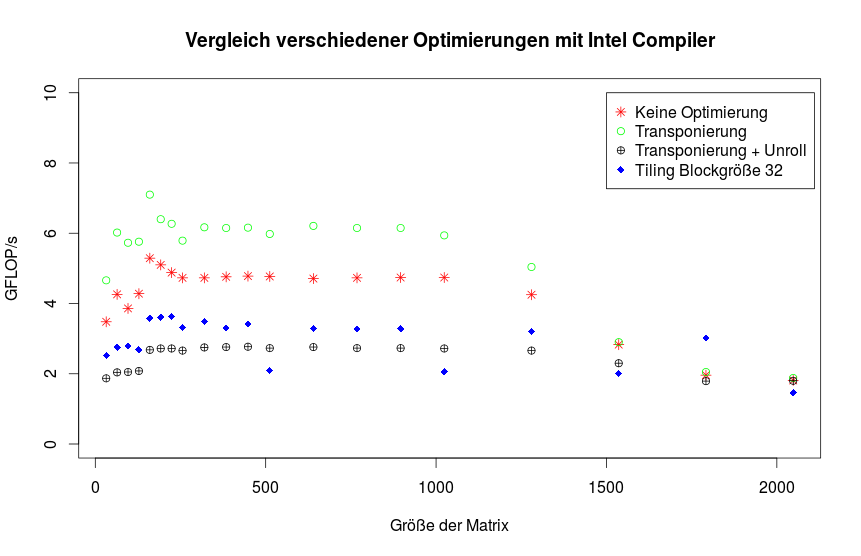 Vergleich verschiedener Optimierungen mit Intel Compiler
Keine Optimierung
Transponierung
Transponierung + Unroll
Tiling Blockgröße 32
GFLOP/s
10
8
6
4
2
0
0 500 1000 1500 2000
Größe der Matrix